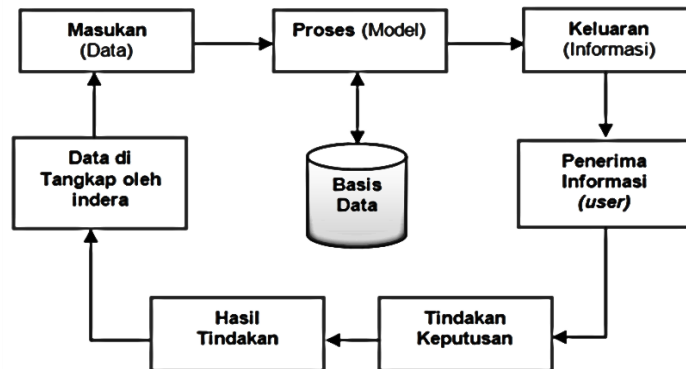 Masukan
(Data)
Proses (Model)
Keluaran
(Informasi)
Data di
Tangkap oleh
indera
Basis
Data
Penerima
Informasi
(user)
Hasil
Tindakan
Tindakan
Keputusan